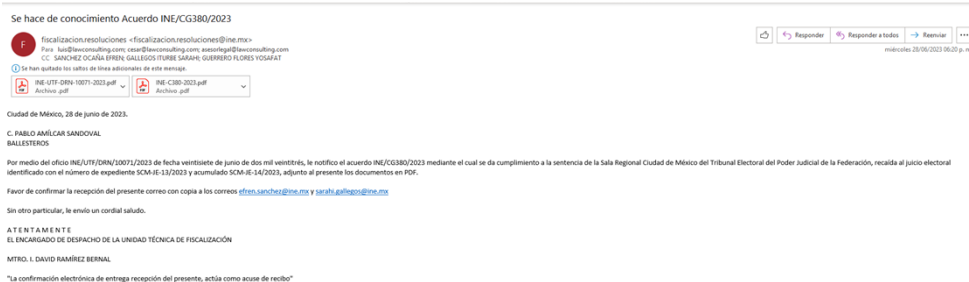 Se hace de conocimiento Acuerdo INE/CG380/2023
F
fiscalizacion.resoluciones <fiscalizacion.resoluciones@ine.mx>
Para luis@lawconsulting.com; cesar@lawconsulting.com; asesorlegal@lawconsulting.com
CC SANCHEZ OCAÑA EFREN; GALLEGOS ITURBE SARAHI; GUERRERO FLORES YOSAFAT
Responder
Responder a todos
Reenviar
miércoles 28/06/2023 06:20 p. m
Se han quitado los saltos de línea adicionales de este mensaje.
INE-UTF-DRN-10071-2023.pdf
Archivo .pdf
INE-C380-2023.pdf
Archivo .pdf
Ciudad de México, 28 de junio de 2023.
C. PABLO AMÍLCAR SANDOVAL
BALLESTEROS
Por medio del oficio INE/UTF/DRN/10071/2023 de fecha veintisiete de junio de dos mil veintitrés, le notifico el acuerdo INE/CG380/2023 mediante el cual se da cumplimiento a la sentencia de la Sala Regional Ciudad de México del Tribunal Electoral del Poder Judicial de la Federación, recaída al juicio electoral
identificado con el número de expediente SCM-JE-13/2023 y acumulado SCM-JE-14/2023, adjunto al presente los documentos en PDF.
Favor de confirmar la recepción del presente correo con copia a los correos efren.sanchez@ine.mx y sarahi.gallegos@ine.mx
Sin otro particular, le envío un cordial saludo.
A T E N T A M E N T E
EL ENCARGADO DE DESPACHO DE LA UNIDAD TÉCNICA DE FISCALIZACIÓN
MTRO. I. DAVID RAMÍREZ BERNAL
"La confirmación electrónica de entrega recepción del presente, actúa como acuse de recibo"